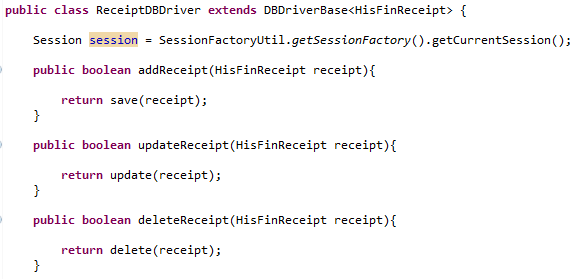 public class ReceiptDBDriver extends DBDriverBase<HisFinReceipt> {
Session session = SessionFactoryUtil.getSessionFactory().getCurrentSession();
public boolean addReceipt(HisFinReceipt receipt){
return save(receipt);
}
public boolean updateReceipt(HisFinReceipt receipt){
return update(receipt);
}
public boolean deleteReceipt(HisFinReceipt receipt){
return delete(receipt);
}